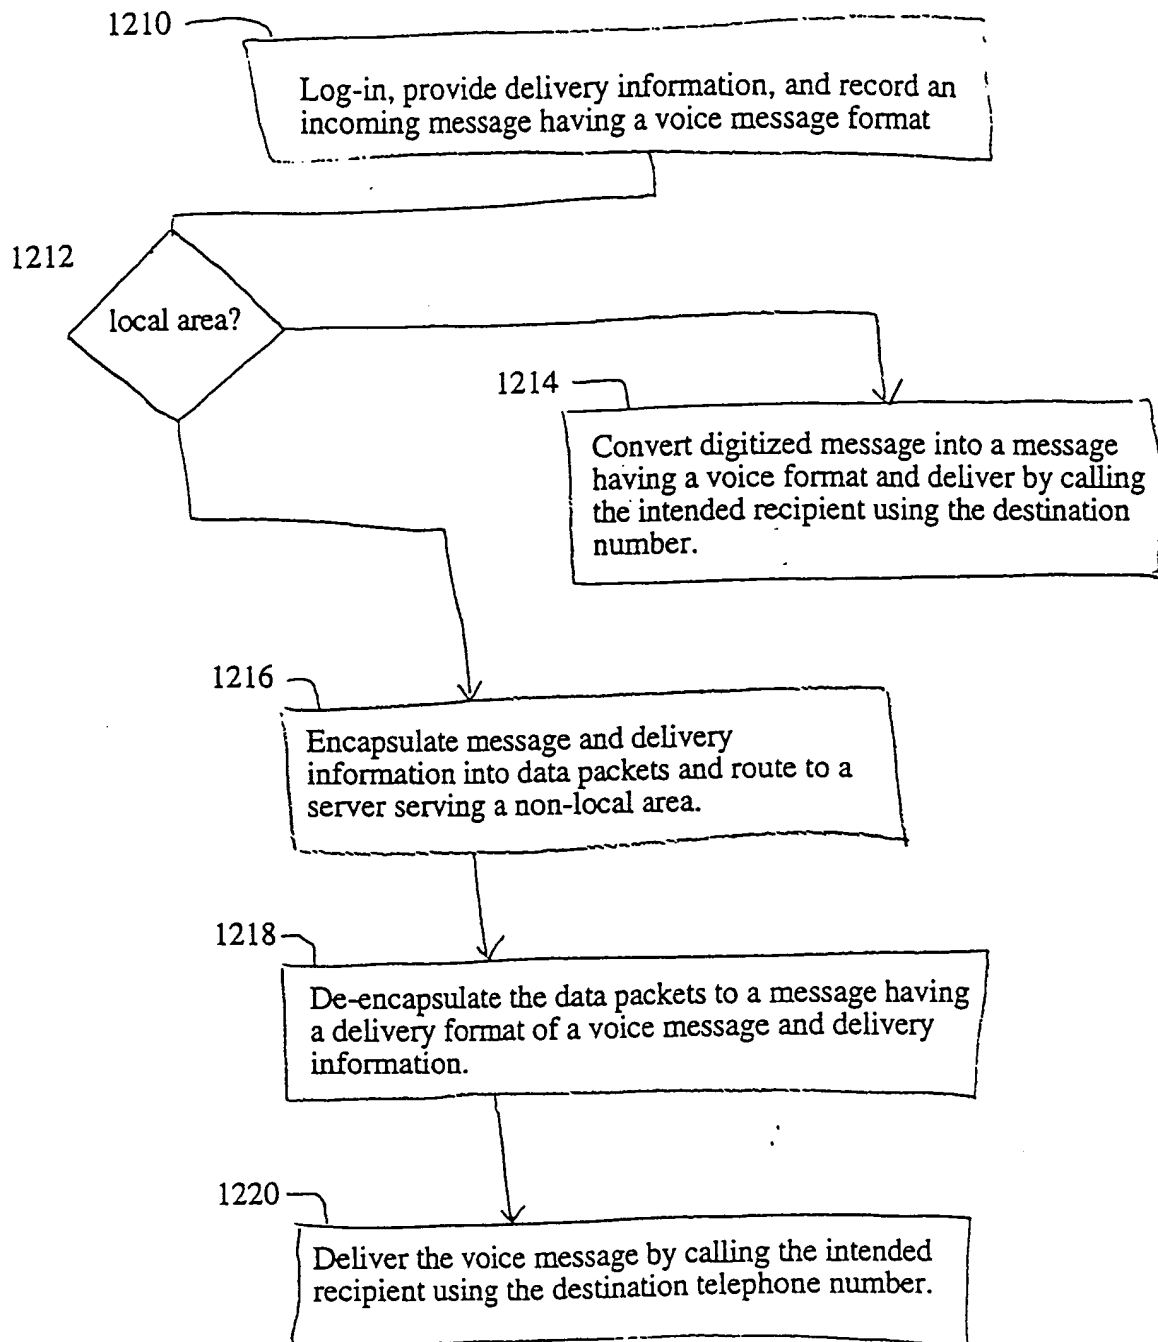 1210
Log-in, provide delivery information, and record an
incoming message having a voice message format
1212
local area?
1214
Convert digitized message into a message
having a voice format and deliver by calling
the intended recipient using the destination
number.
1216
Encapsulate message and delivery
information into data packets and route to a
server serving a non-local area.
1218
De-encapsulate the data packets to a message having
a delivery format of a voice message and delivery
information.
1220
Deliver the voice message by calling the intended
recipient using the destination telephone number.